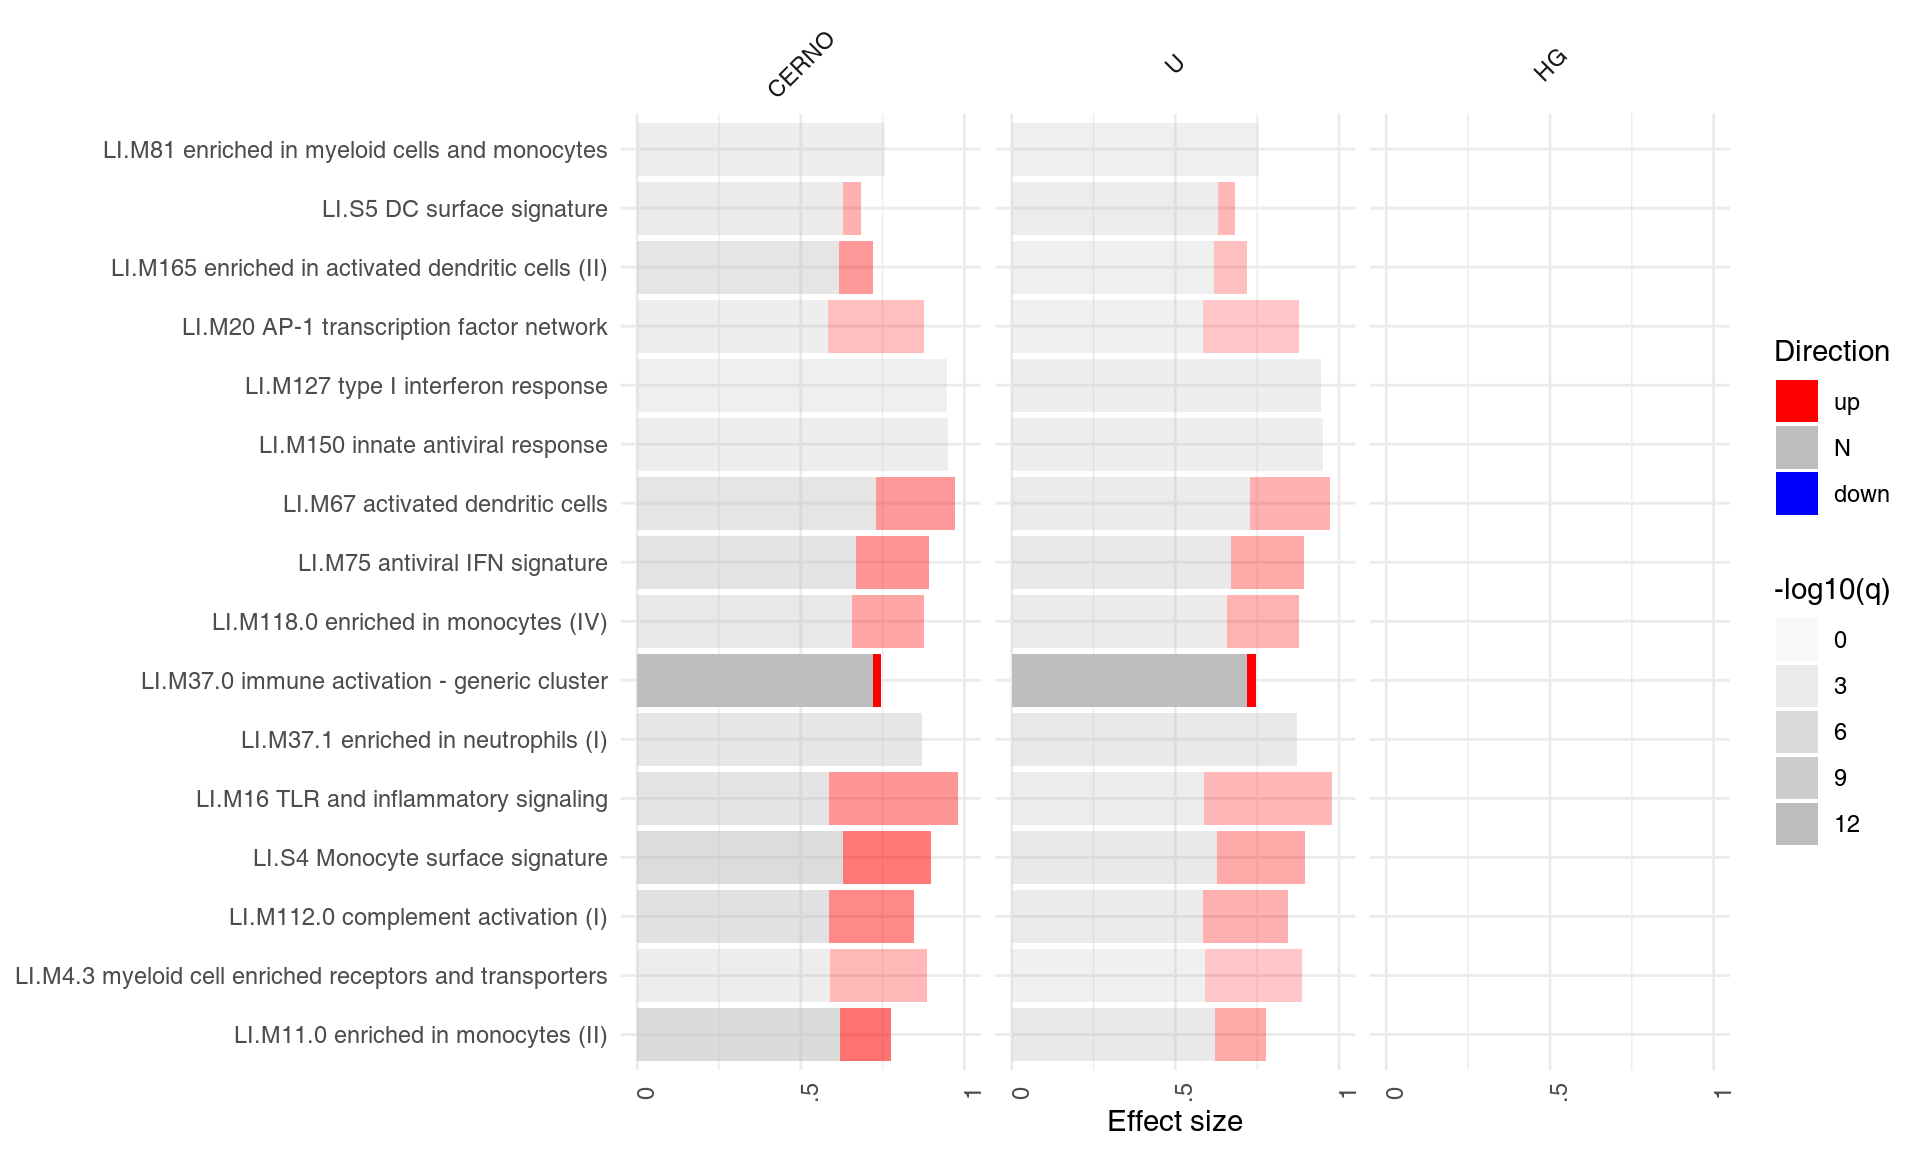 CERNO
U
HG
LI.M81 enriched in myeloid cells and monocytes
LI.S5 DC surface signature
LI.M165 enriched in activated dendritic cells (II)
LI.M20 AP-1 transcription factor network
LI.M127 type I interferon response
LI.M150 innate antiviral response
LI.M67 activated dendritic cells
LI.M75 antiviral IFN signature
LI.M118.0 enriched in monocytes (IV)
LI.M37.0 immune activation - generic cluster
LI.M37.1 enriched in neutrophils (I)
LI.M16 TLR and inflammatory signaling
LI.S4 Monocyte surface signature
LI.M112.0 complement activation (I)
LI.M4.3 myeloid cell enriched receptors and transporters
LI.M11.0 enriched in monocytes (II)
0 .5 1
0 .5 1
0 .5 1
Effect size
Direction
up
N
down
-log10(q)
0
3
6
9
12